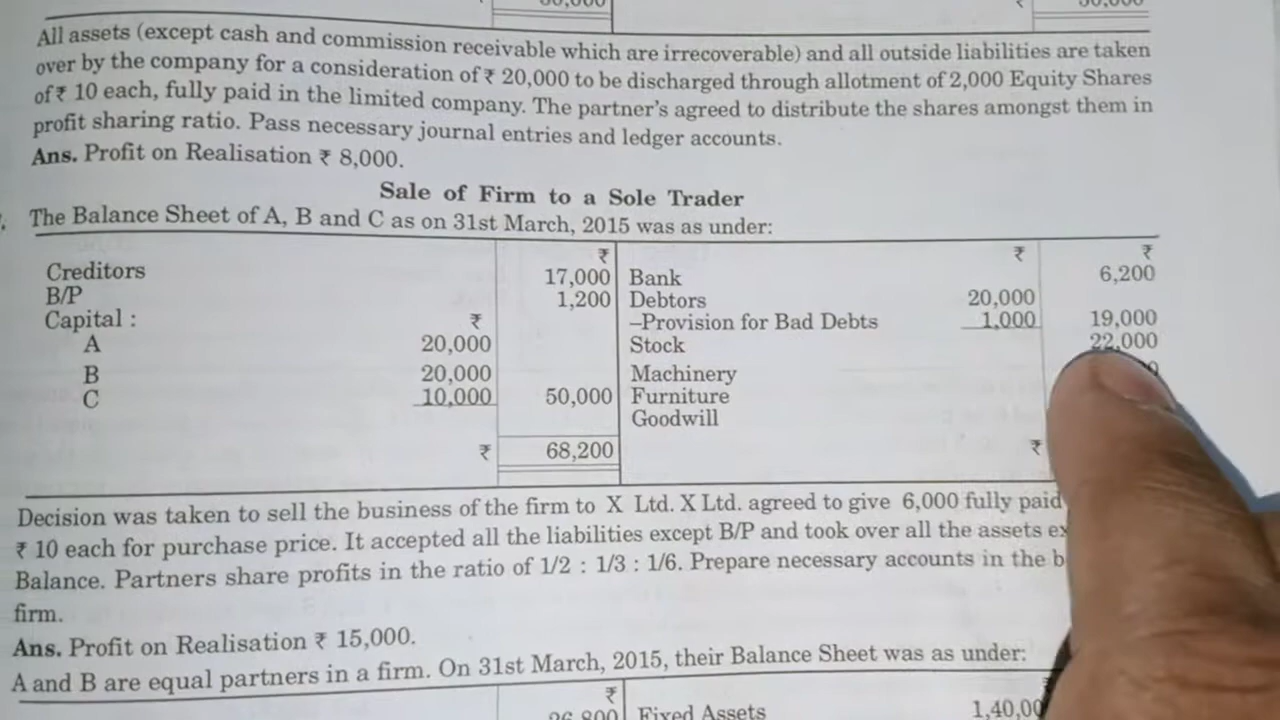 All assets (except cash and commission receivable which are irrecoverable) and all outside liabilities are taken
over by the company for a consideration of ₹ 20,000 to be discharged through allotment of 2,000 Equity Shares
of ₹ 10 each, fully paid in the limited company. The partner's agreed to distribute the shares amongst them in
profit sharing ratio. Pass necessary journal entries and ledger accounts.
Ans. Profit on Realisation ₹ 8,000.
Sale of Firm to a Sole Trader
The Balance Sheet of A, B and C as on 31st March, 2015 was as under:
₹ ₹ ₹
Creditors 17,000 Bank 6,200
B/P 1,200 Debtors 20,000
Capital : ₹ –Provision for Bad Debts 1,000 19,000
A 20,000 Stock 22,000
B 20,000 Machinery
C 10,000 50,000 Furniture
Goodwill
₹ 68,200 ₹
Decision was taken to sell the business of the firm to X Ltd. X Ltd. agreed to give 6,000 fully paid
₹ 10 each for purchase price. It accepted all the liabilities except B/P and took over all the assets
Balance. Partners share profits in the ratio of 1/2 : 1/3 : 1/6. Prepare necessary accounts in the
firm.
Ans. Profit on Realisation ₹ 15,000.
A and B are equal partners in a firm. On 31st March, 2015, their Balance Sheet was as under:
₹
Fixed Assets 1,40,00